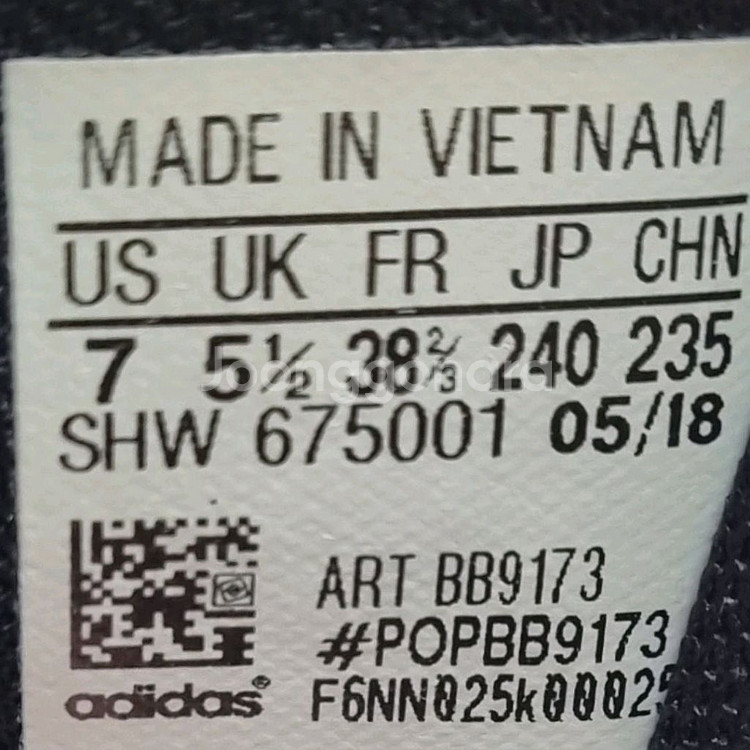 MADE IN VIETNAM
US UK FR JP CHN
7 5½ 38⅔ 240 235
Joonggonara
SHW 675001 05/18
ART BB9173
#POPBB9173
adidas®